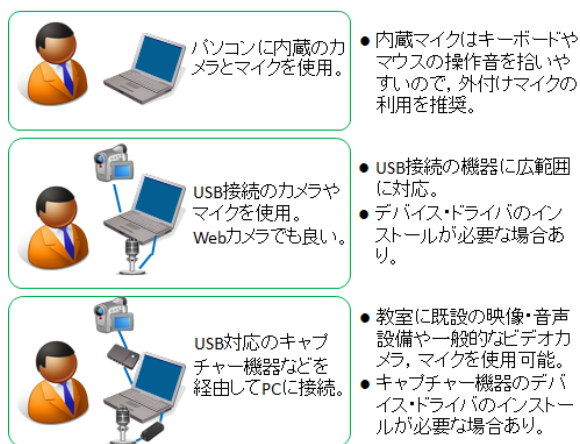 パソコンに内蔵のカ
メラとマイクを使用。
● 内蔵マイクはキーボードや
マウスの操作音を拾いや
すいので，外付けマイクの
利用を推奨。
USB接続のカメラや
マイクを使用。
Webカメラでも良い。
● USB接続の機器に広範囲
に対応。
● デバイス・ドライバのイン
ストールが必要な場合あ
り。
USB対応のキャプ
チャー機器などを
経由してPCに接続。
● 教室に既設の映像・音声
設備や一般的なビデオカ
メラ，マイクを使用可能。
● キャプチャー機器のデバ
イス・ドライバのインストー
ルが必要な場合あり。